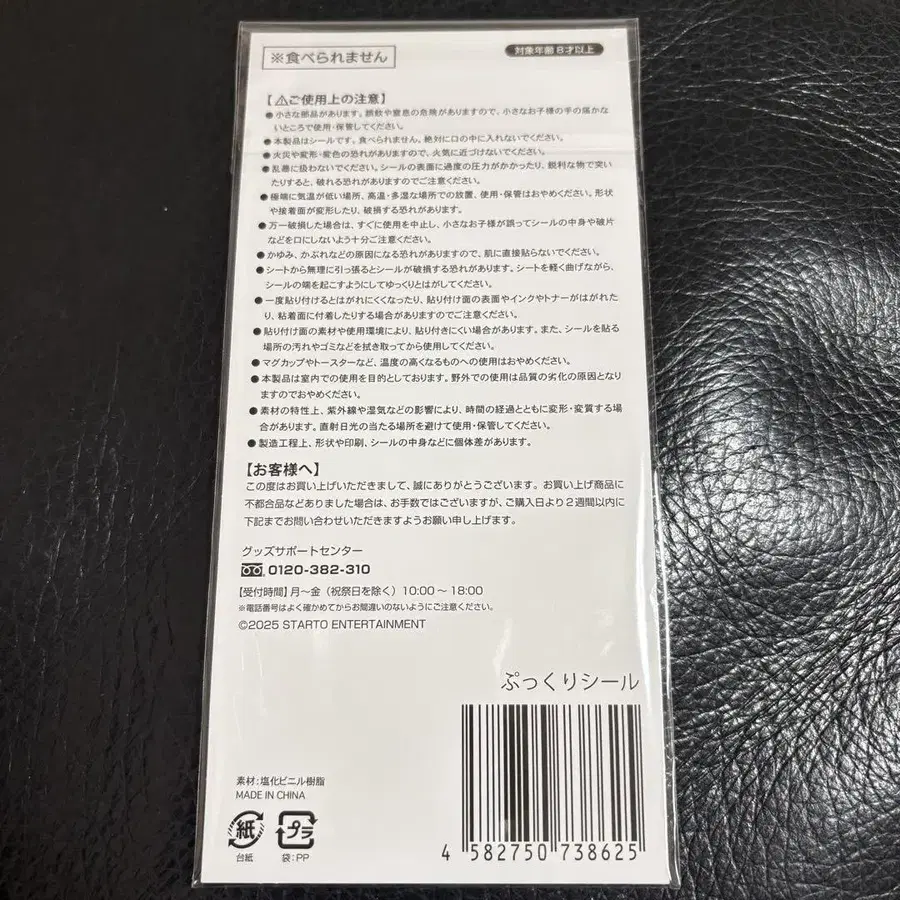 ※食べられません
対象年齢8才以上
【⚠ご使用上の注意】
●小さな部品があります。誤飲や窒息の危険がありますので、小さなお子様の手の届かな
いところで使用・保管してください。
●本製品はシールです。食べられません。絶対に口の中に入れないでください。
●火災や変形・変色の恐れがありますので、火気に近づけないでください。
●乱暴に扱わないでください。シールの表面に過度の圧力がかかったり、鋭利な物で突い
たりすると、破れる恐れがありますのでご注意ください。
●極端に気温が低い場所、高温・多湿な場所での放置、使用・保管はおやめください。形状
や接着面が変形したり、破損する恐れがあります。
●万一破損した場合は、すぐに使用を中止し、小さなお子様が誤ってシールの中身や破片
などを口にしないよう十分ご注意ください。
●かゆみ、かぶれなどの原因になる恐れがありますので、肌に直接貼らないでください。
●シートから無理に引っ張るとシールが破損する恐れがあります。シートを軽く曲げながら、
シールの端を起こすようにしてゆっくりとはがしてください。
●一度貼り付けるとはがれにくくなったり、貼り付け面の表面やインクやトナーがはがれ
たり、粘着面に付着したりする場合がありますのでご注意ください。
●貼り付け面の素材や使用環境により、貼り付きにくい場合があります。また、シールを貼る
場所の汚れやゴミなどを拭き取ってから使用してください。
●マグカップやトースターなど、温度の高くなるものへの使用はおやめください。
●本製品は室内での使用を目的としております。野外での使用は品質の劣化の原因となり
ますのでおやめください。
●素材の特性上、紫外線や湿気などの影響により、時間の経過とともに変形・変質する場
合があります。直射日光の当たる場所を避けて使用・保管してください。
●製造工程上、形状や印刷、シールの中身などに個体差があります。
【お客様へ】
この度はお買い上げいただきまして、誠にありがとうございます。お買い上げ商品に
不都合品などありました場合は、お手数ではございますが、ご購入日より2週間以内に
下記までお問い合わせいただきますようお願い申し上げます。
グッズサポートセンター
0120-382-310
【受付時間】月～金（祝祭日を除く）10:00～18:00
※電話番号はよく確かめてからお間違いのないようにご注意ください。
©2025 STARTO ENTERTAINMENT
ぷっくりシール
素材:塩化ビニル樹脂
MADE IN CHINA
紙
台紙
プラ
袋:PP
4 582750 738625